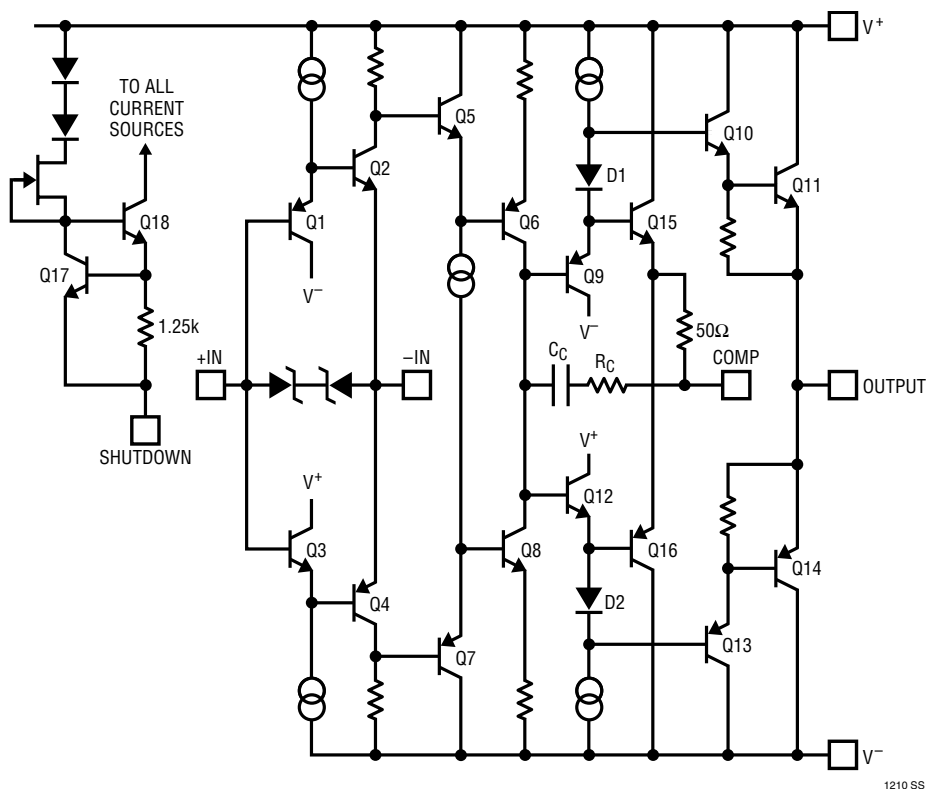 V+
TO ALL
CURRENT
SOURCES
Q5
Q10
Q2
D1
Q11
Q18
Q1
Q6
Q15
Q17
Q9
V−
V−
1.25k
50Ω
CC
RC
COMP
+IN
−IN
OUTPUT
SHUTDOWN
V+
V+
Q12
Q3
Q8
Q16
Q14
Q4
D2
Q7
Q13
V−
1210 SS